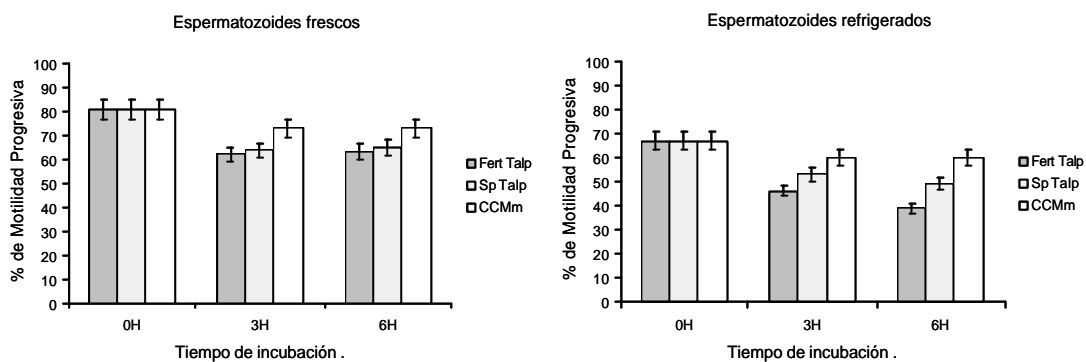 Espermatozoides frescos
% de Motilidad Progresiva
100
90
80
70
60
50
40
30
20
10
0
0H
3H
6H
Tiempo de incubación .
Fert Talp
Sp Talp
CCMm
Espermatozoides refrigerados
% de Motilidad Progresiva
100
90
80
70
60
50
40
30
20
10
0
0H
3H
6H
Tiempo de incubación .
Fert Talp
Sp Talp
CCMm